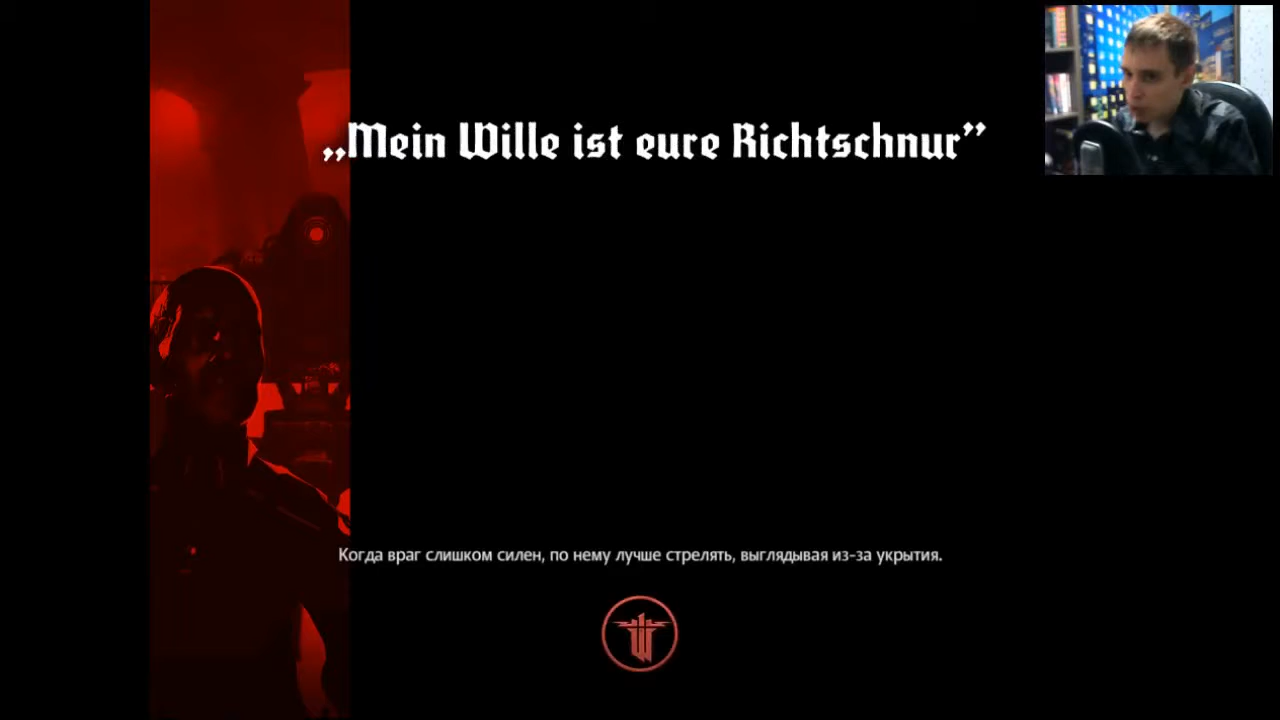 „Mein Wille ist eure Richtschnur”
Когда враг слишком силен, по нему лучше стрелять, выглядывая из-за укрытия.